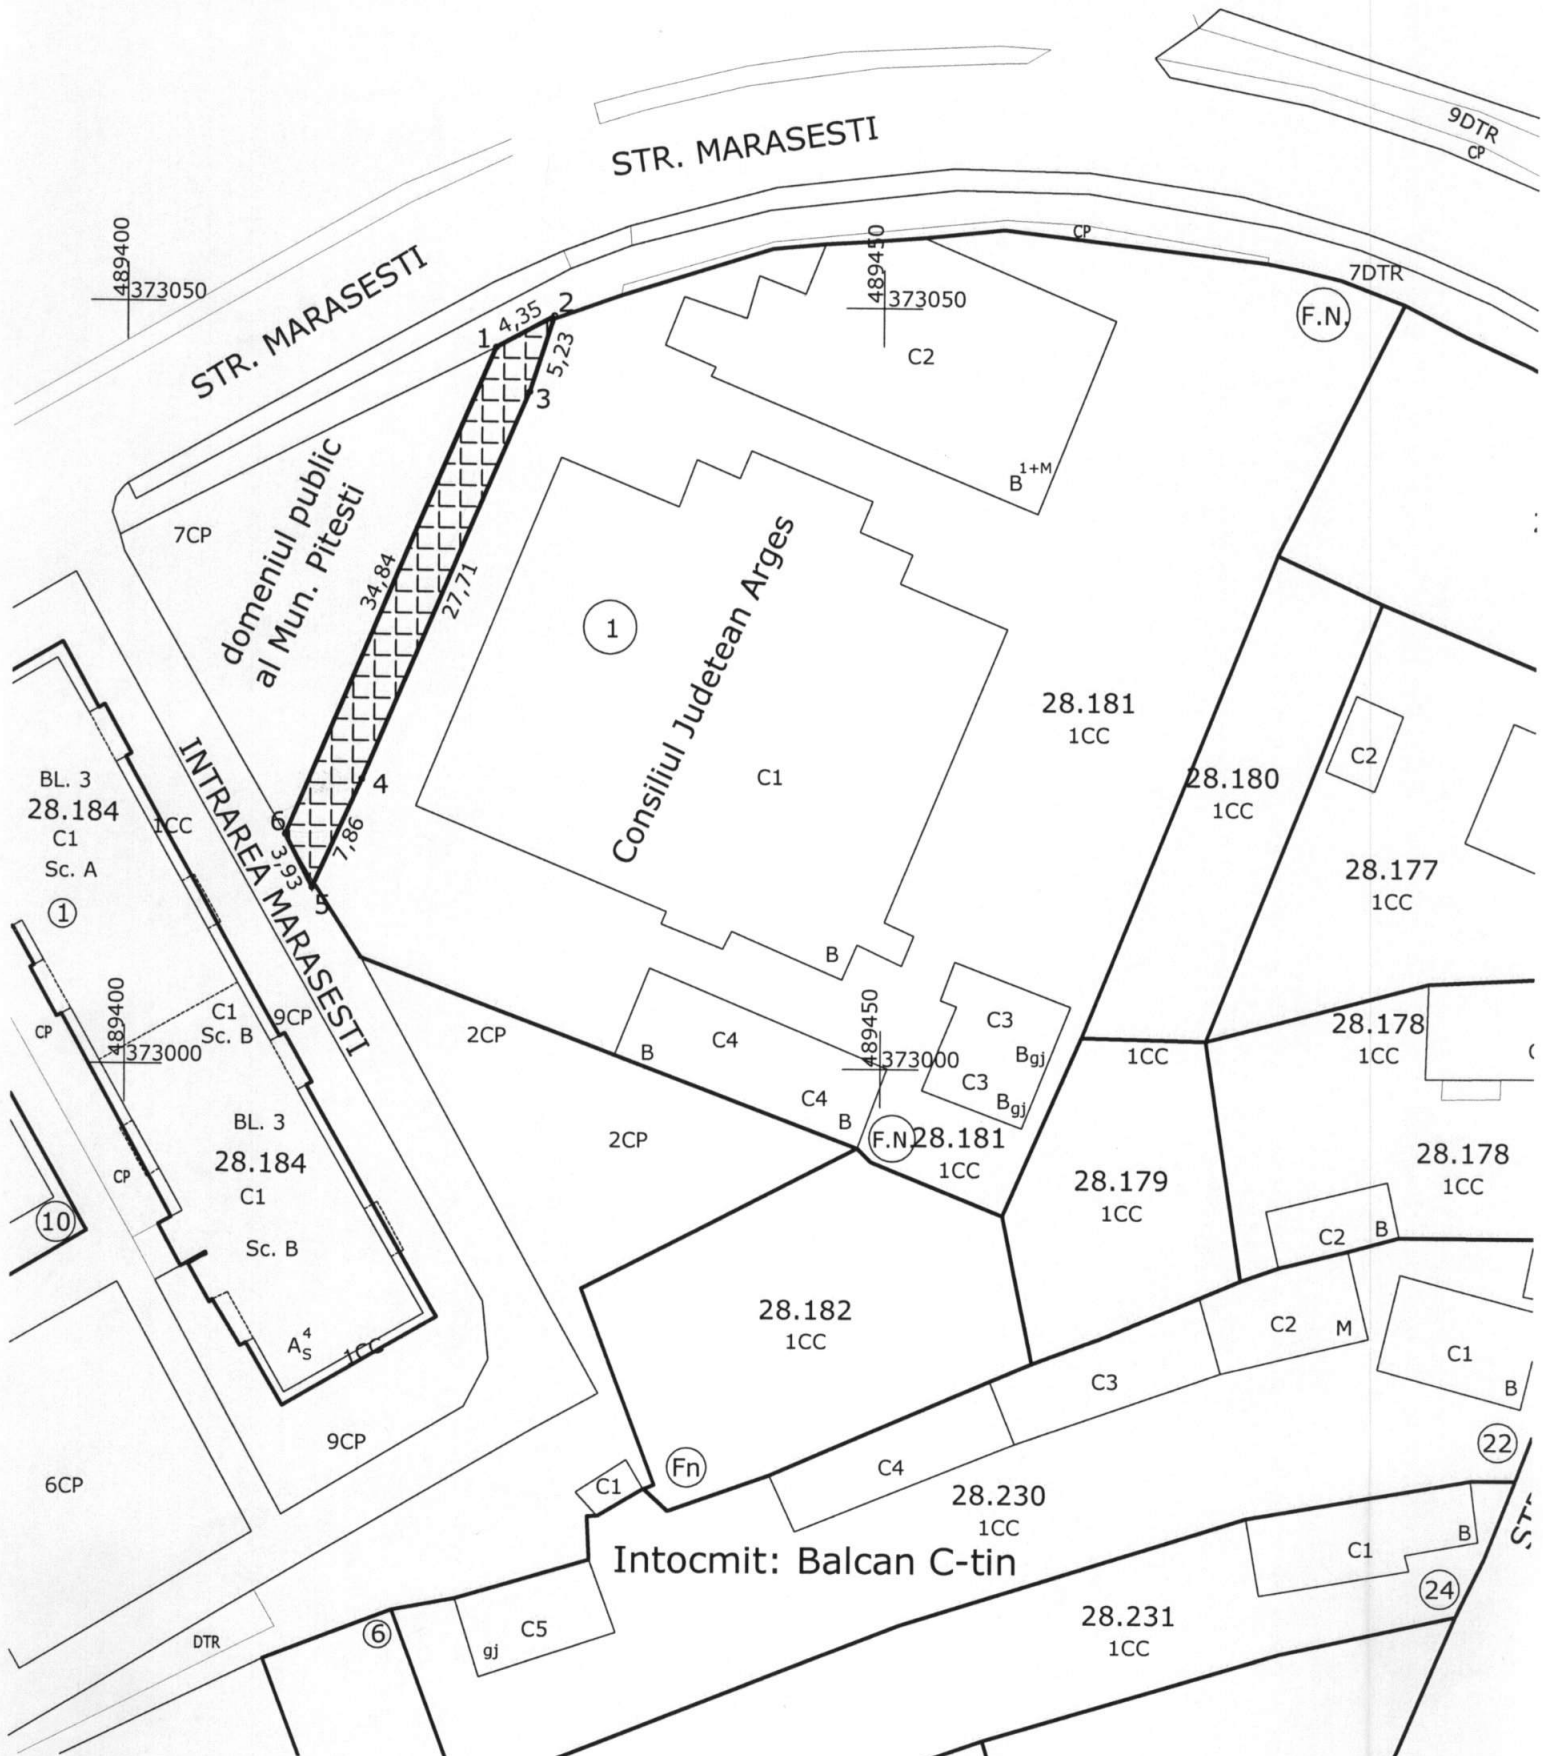 9DTR
CP
STR. MARASESTI
STR. MARASESTI
489400
373050
489450
373050
CP
7DTR
F.N.
1
4,35
2
5,23
3
C2
B 1+M
7CP
domeniul public
al Mun. Pitesti
34,84
27,71
1
Consiliul Judetean Arges
28.181
1CC
C1
28.180
1CC
C2
28.177
1CC
4
6
7,86
3,93
5
INTRAREA MARASESTI
BL. 3
28.184
C1
Sc. A
1
1CC
B
489400
373000
CP
C1
Sc. B
9CP
2CP
B
C4
C4
B
489450
373000
C3
Bgj
C3
Bgj
F.N.
28.181
1CC
1CC
28.178
1CC
2CP
BL. 3
28.184
C1
Sc. B
CP
10
28.179
1CC
28.178
1CC
C2
B
28.182
1CC
A 4 S
1CC
C2
M
C1
B
C3
9CP
6CP
C1
Fn
C4
28.230
1CC
22
Intocmit: Balcan C-tin
C1
B
24
28.231
1CC
DTR
6
C5
gj